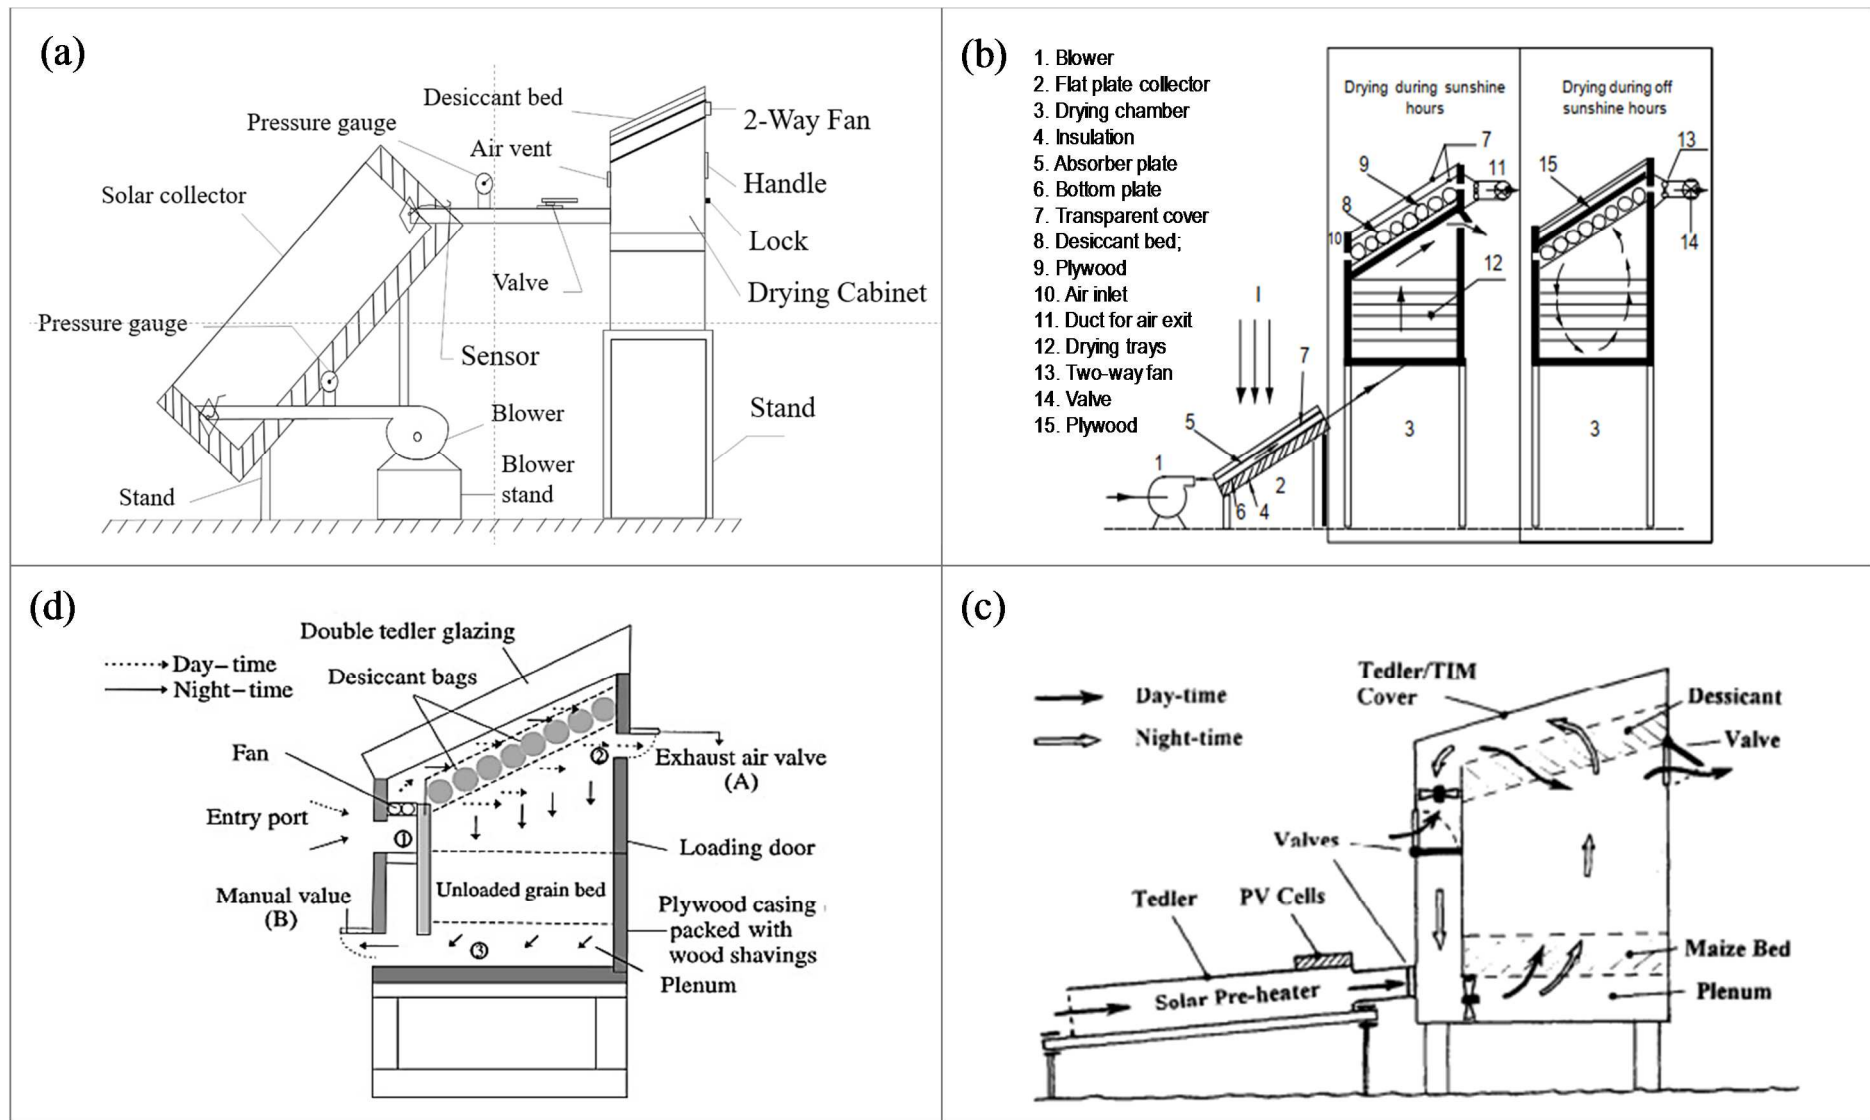 (a)
Desiccant bed
Pressure gauge
2-Way Fan
Air vent
Handle
Solar collector
Lock
Valve
Drying Cabinet
Pressure gauge
Sensor
Blower
Stand
Blower
stand
Stand
(b)
1. Blower
2. Flat plate collector
3. Drying chamber
4. Insulation
5. Absorber plate
6. Bottom plate
7. Transparent cover
8. Desiccant bed;
9. Plywood
10. Air inlet
11. Duct for air exit
12. Drying trays
13. Two-way fan
14. Valve
15. Plywood
Drying during sunshine
hours
Drying during off
sunshine hours
7
13
9
11
15
8
10
14
12
I
7
5
3
3
1
2
6
4
(d)
Double tedler glazing
Day-time
Night-time
Desiccant bags
Fan
2
Exhaust air valve
(A)
Entry port
1
Loading door
Manual value
(B)
Unloaded grain bed
Plywood casing
packed with
wood shavings
3
Plenum
(c)
Tedler/TIM
Cover
Day-time
Dessicant
Night-time
Valve
Valves
Tedler
PV Cells
Maize Bed
Solar Pre-heater
Plenum